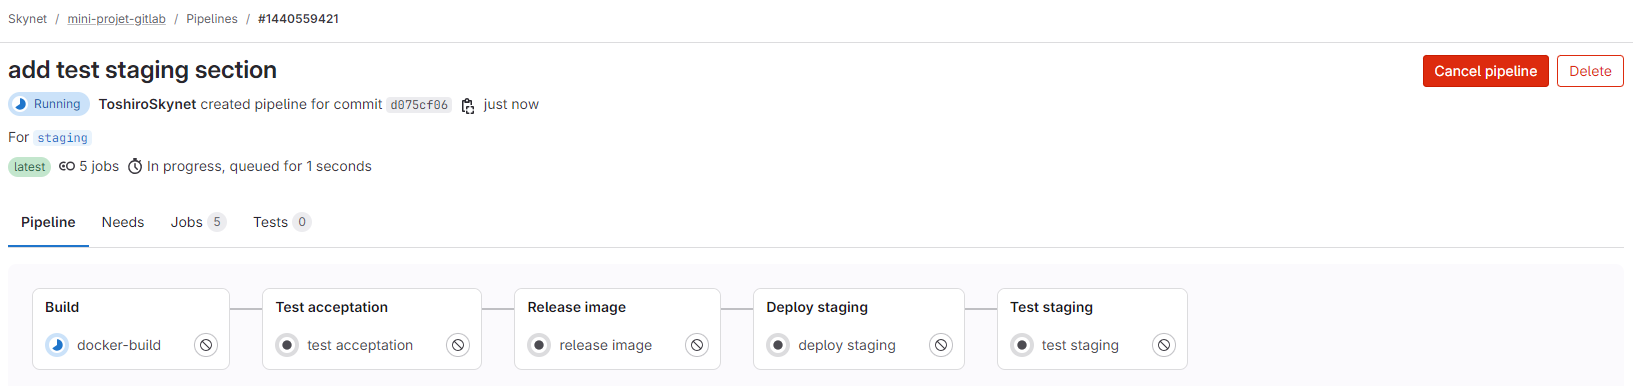 Skynet / mini-projet-gitlab / Pipelines / #1440559421
add test staging section
Cancel pipeline Delete
Running ToshiroSkynet created pipeline for commit d075cf06 just now
For staging
latest 5 jobs In progress, queued for 1 seconds
Pipeline Needs Jobs 5 Tests 0
Build Test acceptation Release image Deploy staging Test staging
docker-build test acceptation release image deploy staging test staging